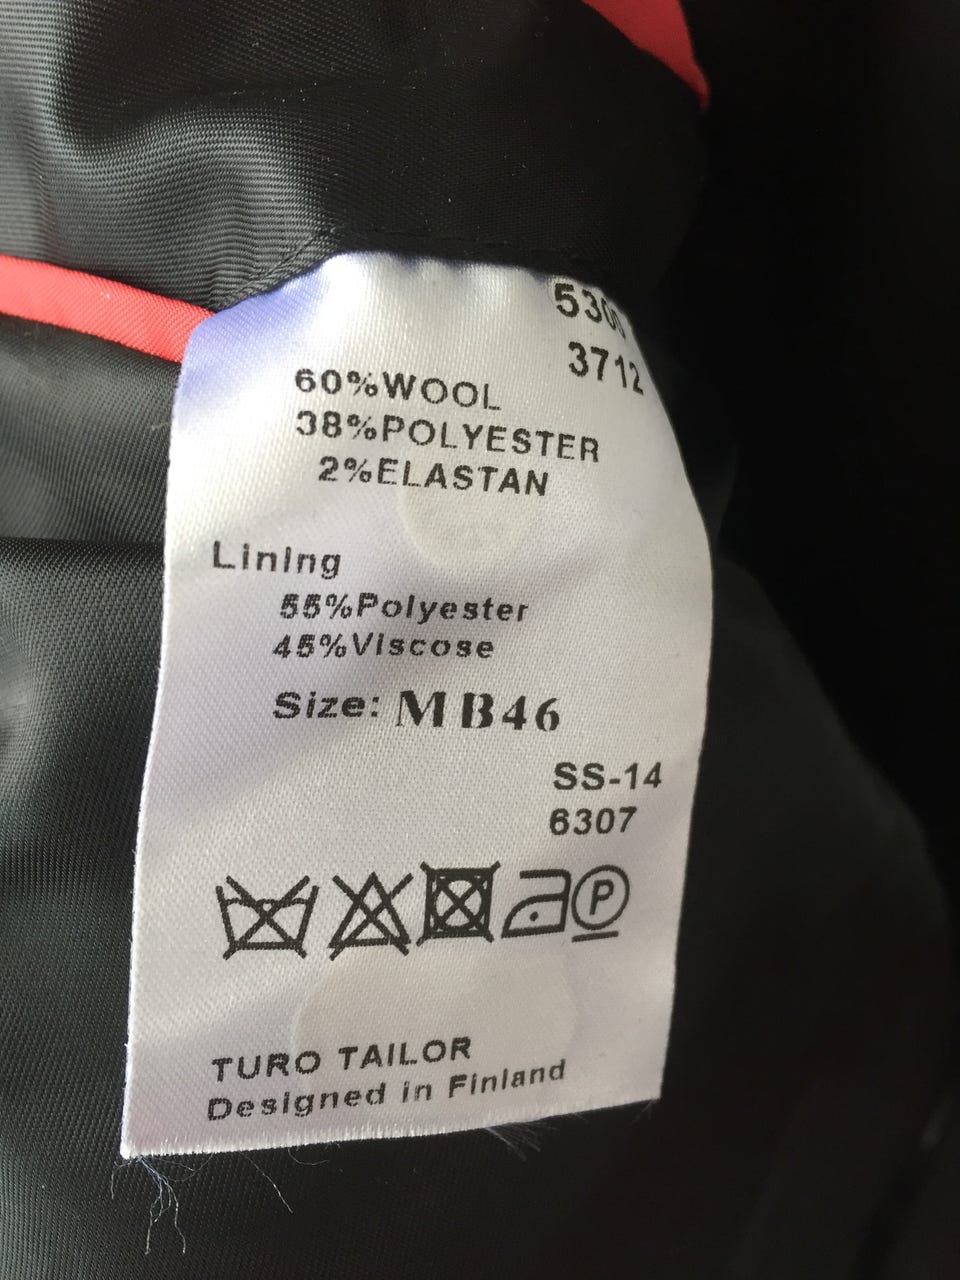 5300
3712
60%WOOL
38%POLYESTER
2%ELASTAN
Lining
55%Polyester
45%Viscose
Size: MB46
SS-14
6307
P
TURO TAILOR
Designed in Finland